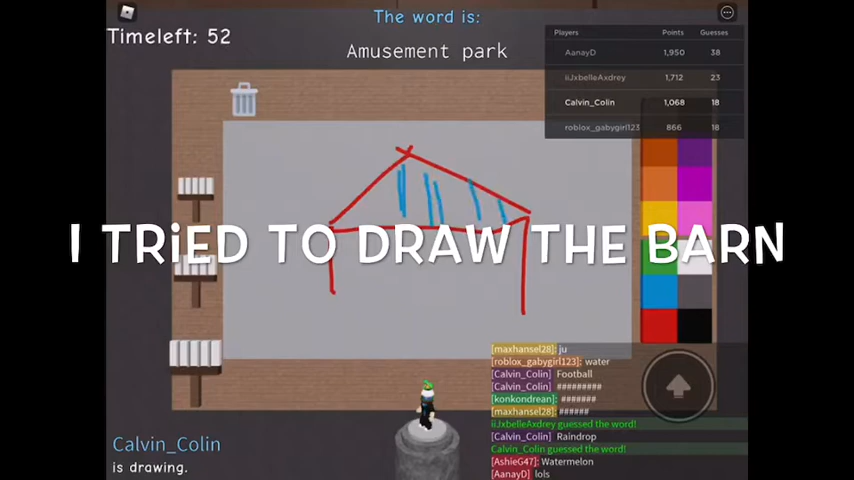 The word is:
Timeleft: 52
Amusement park
Players Points Guesses
AanayD 1,950 38
iiJxbelleAxdrey 1,712 23
Calvin_Colin 1,068 18
roblox_gabygirl123 866 18
I TRiED TO DRAW THE BARN
[maxhansel28]: ju
[roblox_gabygirl123]: water
[Calvin_Colin] Football
[Calvin_Colin] #########
[konkondrean]: #######
[maxhansel28]: ######
iiJxbelleAxdrey guessed the word!
[Calvin_Colin] Raindrop
Calvin_Colin guessed the word!
[AshieG47]: Watermelon
[AanayD] lols
Calvin_Colin
is drawing.